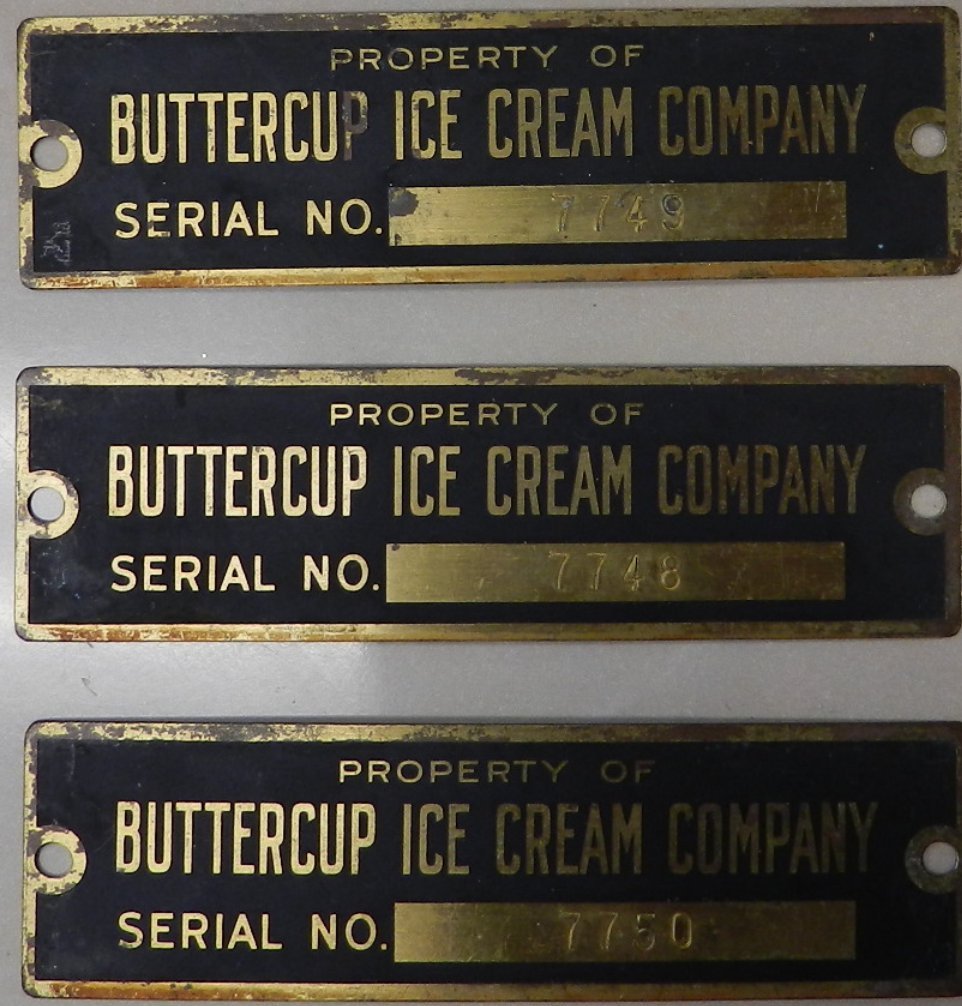 PROPERTY OF
BUTTERCUP ICE CREAM COMPANY
SERIAL NO. 7749
PROPERTY OF
BUTTERCUP ICE CREAM COMPANY
SERIAL NO. 7748
PROPERTY OF
BUTTERCUP ICE CREAM COMPANY
SERIAL NO. 7750